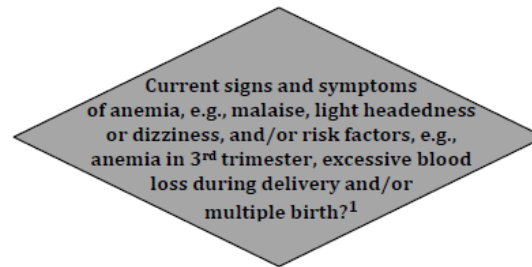 Current signs and symptoms
of anemia, e.g., malaise, light headedness
or dizziness, and/or risk factors, e.g.,
anemia in 3rd trimester, excessive blood
loss during delivery and/or
multiple birth?1